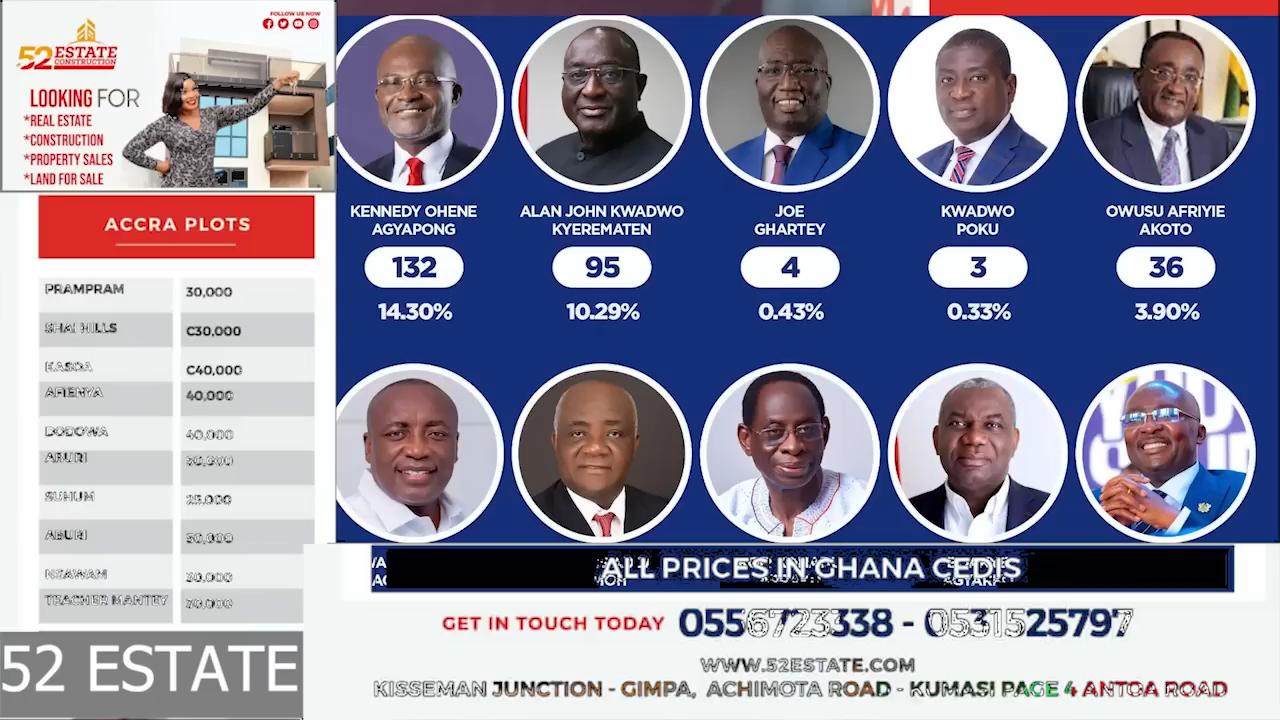 FOLLOW US NOW
52 ESTATE
CONSTRUCTION
LOOKING FOR
*REAL ESTATE
*CONSTRUCTION
*PROPERTY SALES
*LAND FOR SALE
ACCRA PLOTS
PRAMPRAM 30,000
SHAI HILLS C30,000
KASOA C40,000
AFIENYA 40,000
DODOWA 40,000
ABURI
SUHUM 25,000
ABURI 50,000
NSAWAM
TEACHER MANTEY
52 ESTATE
KENNEDY OHENE
AGYAPONG
132
14.30%
ALAN JOHN KWADWO
KYEREMATEN
95
10.29%
JOE
GHARTEY
4
0.43%
KWADWO
POKU
3
0.33%
OWUSU AFRIYIE
AKOTO
36
3.90%
ALL PRICES IN GHANA CEDIS
GET IN TOUCH TODAY 0556723338 - 0531525797
WWW.52ESTATE.COM
KISSEMAN JUNCTION - GIMPA, ACHIMOTA ROAD - KUMASI PAGE 4 ANTOA ROAD